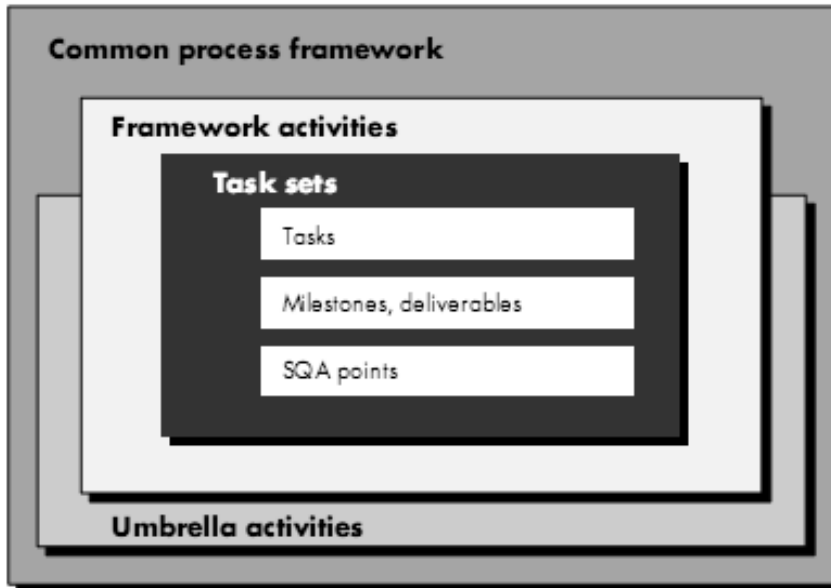 Common process framework
Framework activities
Task sets
Tasks
Milestones, deliverables
SQA points
Umbrella activities